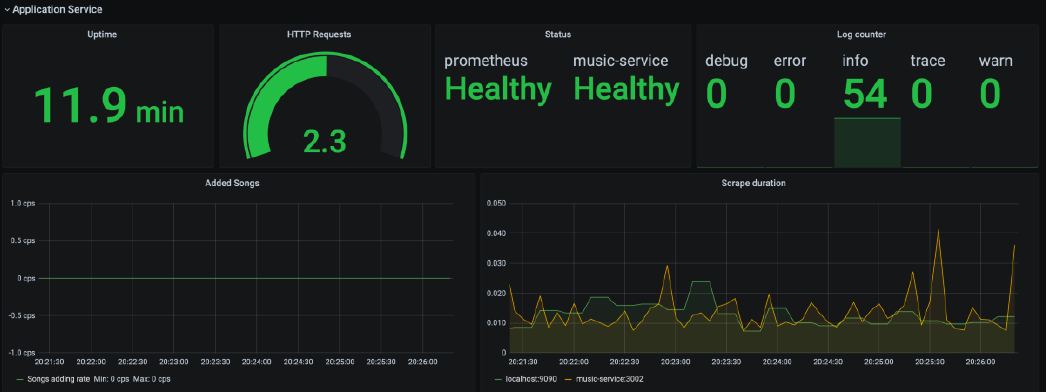 Application Service
Uptime
HTTP Requests
Status
Log counter
prometheus
music-service
debug
error
info
trace
warn
Healthy
Healthy
0
0
54
0
0
11.9 min
2.3
Added Songs
Scrape duration
1.0 cps
0.5 cps
0 cps
-0.5 cps
-1.0 cps
20:21:30 20:22:00 20:22:30 20:23:00 20:23:30 20:24:00 20:24:30 20:25:00 20:25:30 20:26:00
Songs adding rate Min: 0 cps Max: 0 cps
0.050
0.040
0.030
0.020
0.010
0
20:21:30 20:22:00 20:22:30 20:23:00 20:23:30 20:24:00 20:24:30 20:25:00 20:25:30 20:26:00
localhost:9090 music-service:3002